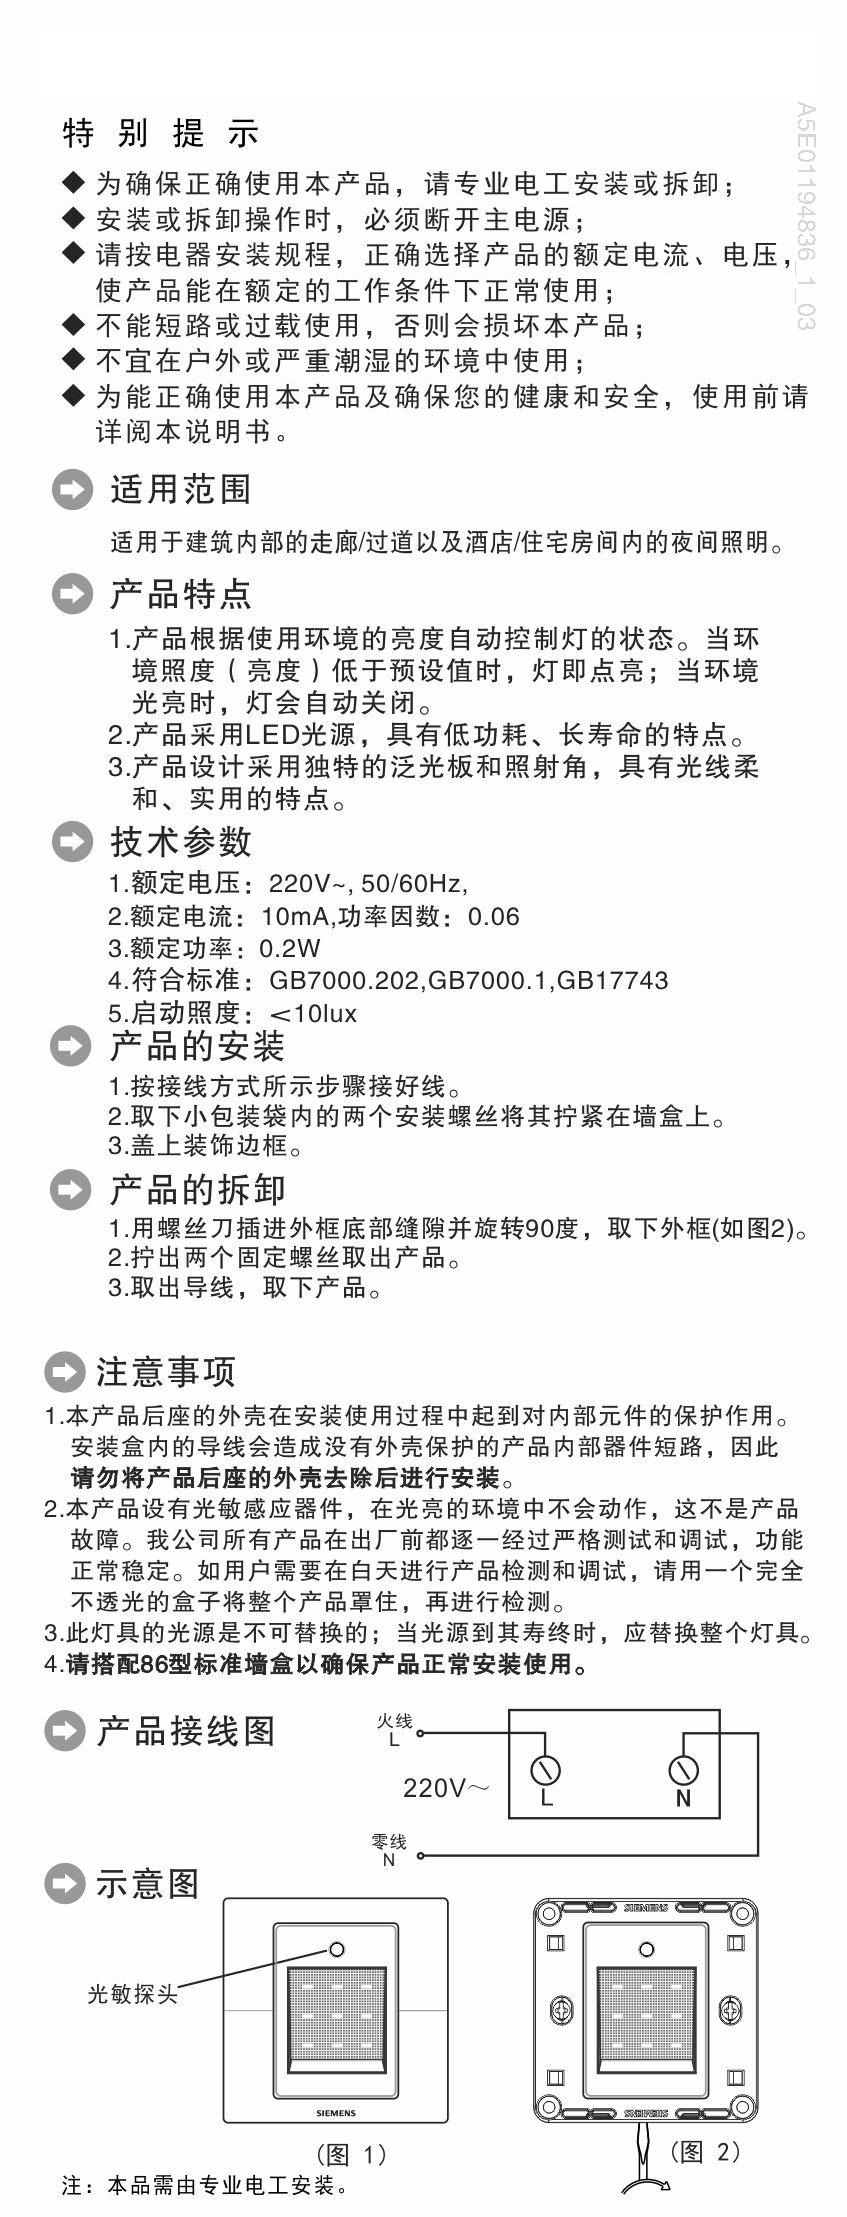 特别提示
A5E01194836_1_03
◆ 为确保正确使用本产品，请专业电工安装或拆卸；
◆ 安装或拆卸操作时，必须断开主电源；
◆ 请按电器安装规程，正确选择产品的额定电流、电压，
使产品能在额定的工作条件下正常使用；
◆ 不能短路或过载使用，否则会损坏本产品；
◆ 不宜在户外或严重潮湿的环境中使用；
◆ 为能正确使用本产品及确保您的健康和安全，使用前请
详阅本说明书。
适用范围
适用于建筑内部的走廊/过道以及酒店/住宅房间内的夜间照明。
产品特点
1.产品根据使用环境的亮度自动控制灯的状态。当环
境照度（亮度）低于预设值时，灯即点亮；当环境
光亮时，灯会自动关闭。
2.产品采用LED光源，具有低功耗、长寿命的特点。
3.产品设计采用独特的泛光板和照射角，具有光线柔
和、实用的特点。
技术参数
1.额定电压：220V~, 50/60Hz,
2.额定电流：10mA,功率因数：0.06
3.额定功率：0.2W
4.符合标准：GB7000.202,GB7000.1,GB17743
5.启动照度：＜10lux
产品的安装
1.按接线方式所示步骤接好线。
2.取下小包装袋内的两个安装螺丝将其拧紧在墙盒上。
3.盖上装饰边框。
产品的拆卸
1.用螺丝刀插进外框底部缝隙并旋转90度，取下外框(如图2)。
2.拧出两个固定螺丝取出产品。
3.取出导线，取下产品。
注意事项
1.本产品后座的外壳在安装使用过程中起到对内部元件的保护作用。
安装盒内的导线会造成没有外壳保护的产品内部器件短路，因此
请勿将产品后座的外壳去除后进行安装。
2.本产品设有光敏感应器件，在光亮的环境中不会动作，这不是产品
故障。我公司所有产品在出厂前都逐一经过严格测试和调试，功能
正常稳定。如用户需要在白天进行产品检测和调试，请用一个完全
不透光的盒子将整个产品罩住，再进行检测。
3.此灯具的光源是不可替换的；当光源到其寿终时，应替换整个灯具。
4.请搭配86型标准墙盒以确保产品正常安装使用。
产品接线图
火线
L
220V～
L
N
零线
N
示意图
光敏探头
SIEMENS
SIEMENS
SIEMENS
（图 1）
（图 2）
注：本品需由专业电工安装。